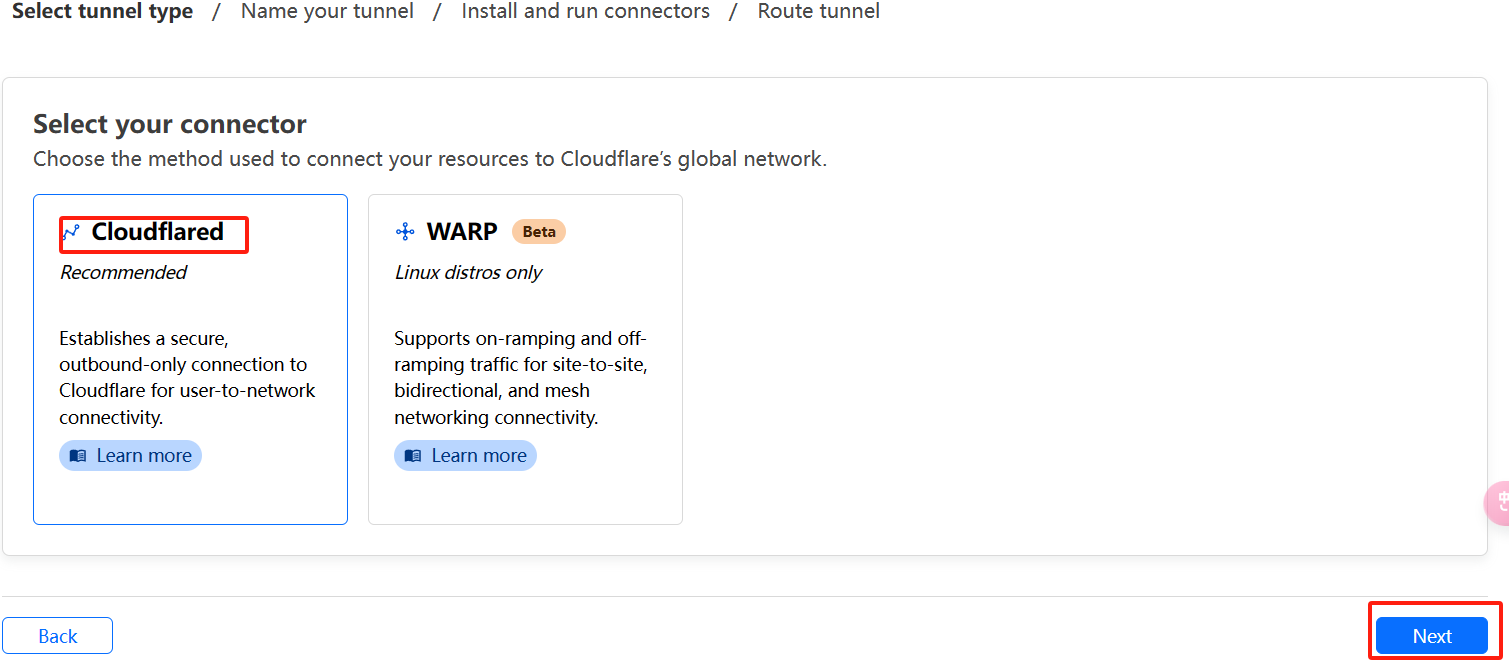 Select tunnel type / Name your tunnel / Install and run connectors / Route tunnel
Select your connector
Choose the method used to connect your resources to Cloudflare’s global network.
Cloudflared
Recommended
Establishes a secure,
outbound-only connection to
Cloudflare for user-to-network
connectivity.
Learn more
WARP Beta
Linux distros only
Supports on-ramping and off-
ramping traffic for site-to-site,
bidirectional, and mesh
networking connectivity.
Learn more
Back
Next